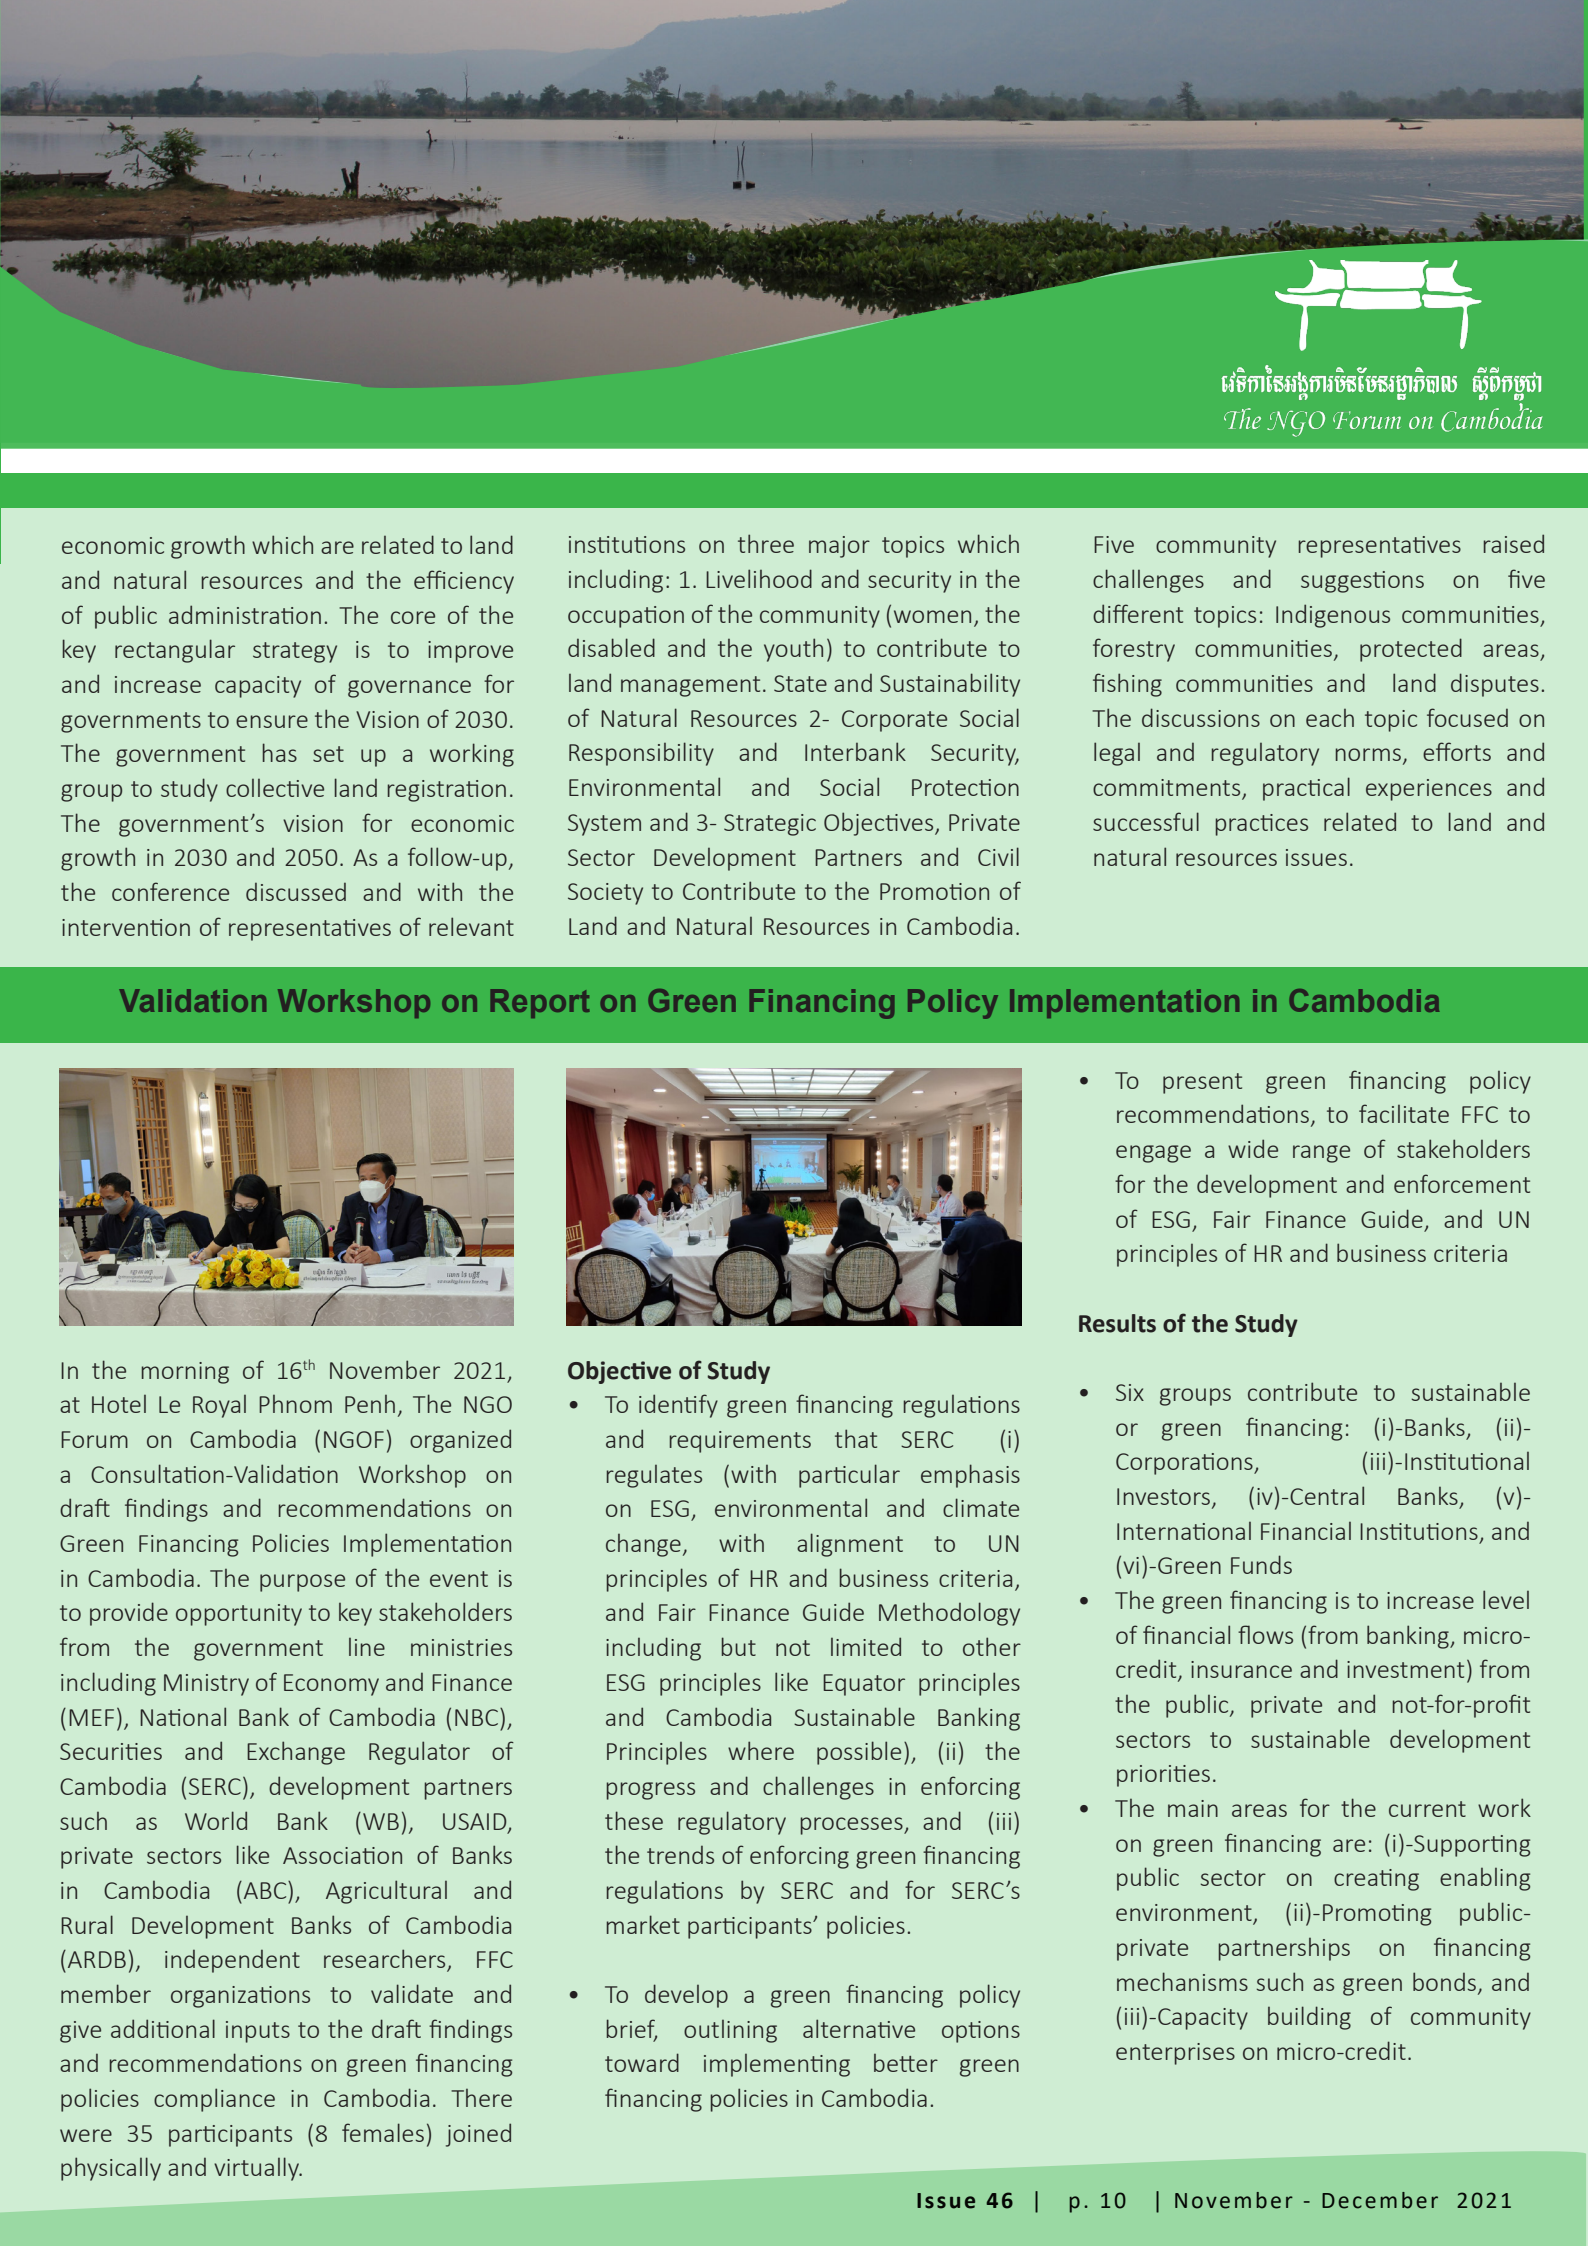 វេទិកានៃអង្គការមិនមែនរដ្ឋាភិបាល ស្តីពីកម្ពុជា
The NGO Forum on Cambodia
economic growth which are related to land
and natural resources and the efficiency
of public administration. The core of the
key rectangular strategy is to improve
and increase capacity of governance for
governments to ensure the Vision of 2030.
The government has set up a working
group to study collective land registration.
The government’s vision for economic
growth in 2030 and 2050. As a follow-up,
the conference discussed and with the
intervention of representatives of relevant
institutions on three major topics which
including: 1. Livelihood and security in the
occupation of the community (women, the
disabled and the youth) to contribute to
land management. State and Sustainability
of Natural Resources 2- Corporate Social
Responsibility and Interbank Security,
Environmental and Social Protection
System and 3- Strategic Objectives, Private
Sector Development Partners and Civil
Society to Contribute to the Promotion of
Land and Natural Resources in Cambodia.
Five community representatives raised
challenges and suggestions on five
different topics: Indigenous communities,
forestry communities, protected areas,
fishing communities and land disputes.
The discussions on each topic focused on
legal and regulatory norms, efforts and
commitments, practical experiences and
successful practices related to land and
natural resources issues.
Validation Workshop on Report on Green Financing Policy Implementation in Cambodia
In the morning of 16th November 2021,
at Hotel Le Royal Phnom Penh, The NGO
Forum on Cambodia (NGOF) organized
a Consultation-Validation Workshop on
draft findings and recommendations on
Green Financing Policies Implementation
in Cambodia. The purpose of the event is
to provide opportunity to key stakeholders
from the government line ministries
including Ministry of Economy and Finance
(MEF), National Bank of Cambodia (NBC),
Securities and Exchange Regulator of
Cambodia (SERC), development partners
such as World Bank (WB), USAID,
private sectors like Association of Banks
in Cambodia (ABC), Agricultural and
Rural Development Banks of Cambodia
(ARDB), independent researchers, FFC
member organizations to validate and
give additional inputs to the draft findings
and recommendations on green financing
policies compliance in Cambodia. There
were 35 participants (8 females) joined
physically and virtually.
Objective of Study
• To identify green financing regulations
and requirements that SERC (i)
regulates (with particular emphasis
on ESG, environmental and climate
change, with alignment to UN
principles of HR and business criteria,
and Fair Finance Guide Methodology
including but not limited to other
ESG principles like Equator principles
and Cambodia Sustainable Banking
Principles where possible), (ii) the
progress and challenges in enforcing
these regulatory processes, and (iii)
the trends of enforcing green financing
regulations by SERC and for SERC’s
market participants’ policies.
• To develop a green financing policy
brief, outlining alternative options
toward implementing better green
financing policies in Cambodia.
• To present green financing policy
recommendations, to facilitate FFC to
engage a wide range of stakeholders
for the development and enforcement
of ESG, Fair Finance Guide, and UN
principles of HR and business criteria
Results of the Study
• Six groups contribute to sustainable
or green financing: (i)-Banks, (ii)-
Corporations, (iii)-Institutional
Investors, (iv)-Central Banks, (v)-
International Financial Institutions, and
(vi)-Green Funds
• The green financing is to increase level
of financial flows (from banking, micro-
credit, insurance and investment) from
the public, private and not-for-profit
sectors to sustainable development
priorities.
• The main areas for the current work
on green financing are: (i)-Supporting
public sector on creating enabling
environment, (ii)-Promoting public-
private partnerships on financing
mechanisms such as green bonds, and
(iii)-Capacity building of community
enterprises on micro-credit.
Issue 46 | p. 10 | November - December 2021